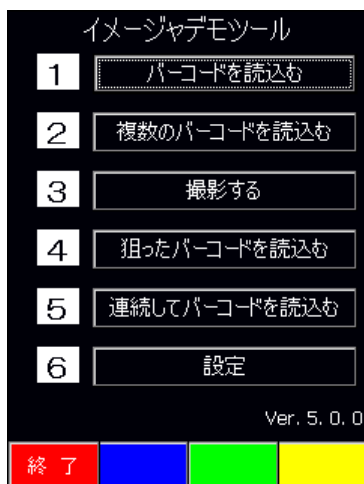 イメージャデモツール
1 バーコードを読込む
2 複数のバーコードを読込む
3 撮影する
4 狙ったバーコードを読込む
5 連続してバーコードを読込む
6 設定
Ver. 5. 0. 0
終 了